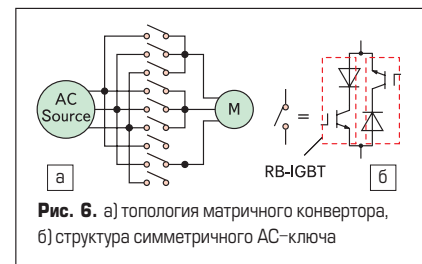 AC
Source
M
=
RB-IGBT
а
б
Рис. 6. а) топология матричного конвертора,
б) структура симметричного АС-ключа